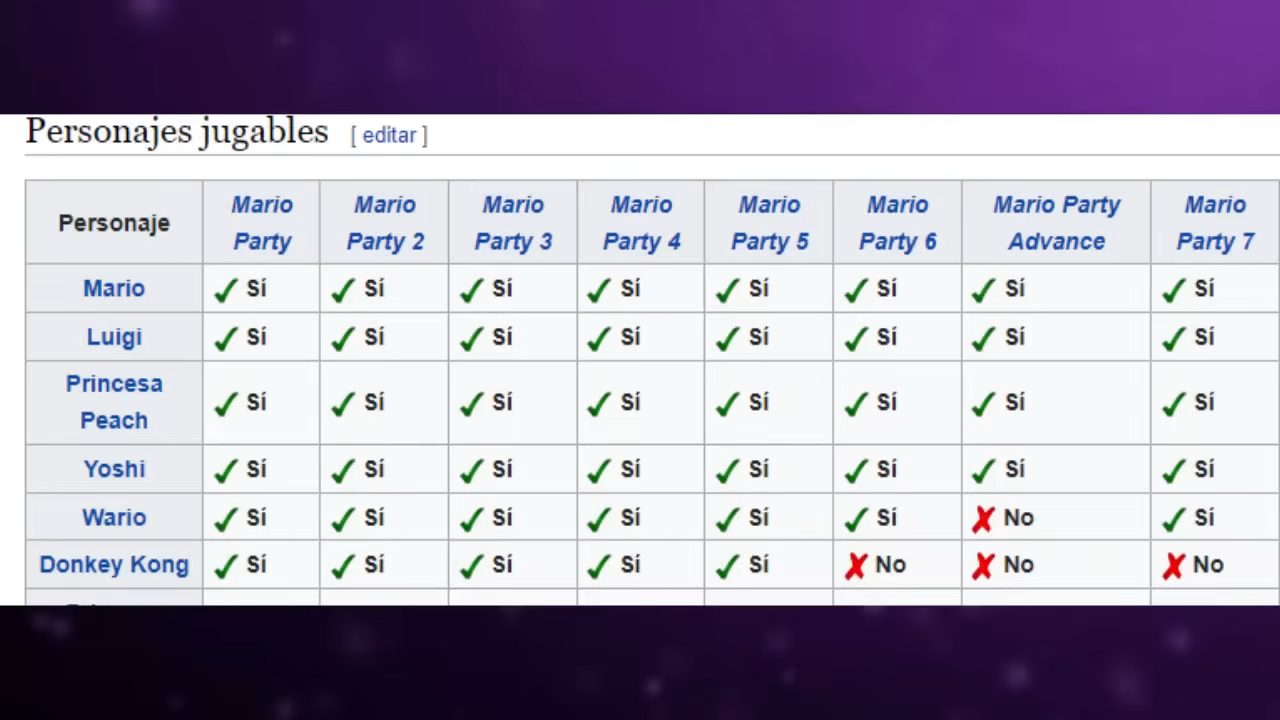 Personajes jugables [ editar ]
Personaje Mario Party Mario Party 2 Mario Party 3 Mario Party 4 Mario Party 5 Mario Party 6 Mario Party Advance Mario Party 7
Mario Sí Sí Sí Sí Sí Sí Sí Sí
Luigi Sí Sí Sí Sí Sí Sí Sí Sí
Princesa Peach Sí Sí Sí Sí Sí Sí Sí Sí
Yoshi Sí Sí Sí Sí Sí Sí Sí Sí
Wario Sí Sí Sí Sí Sí Sí No Sí
Donkey Kong Sí Sí Sí Sí Sí No No No